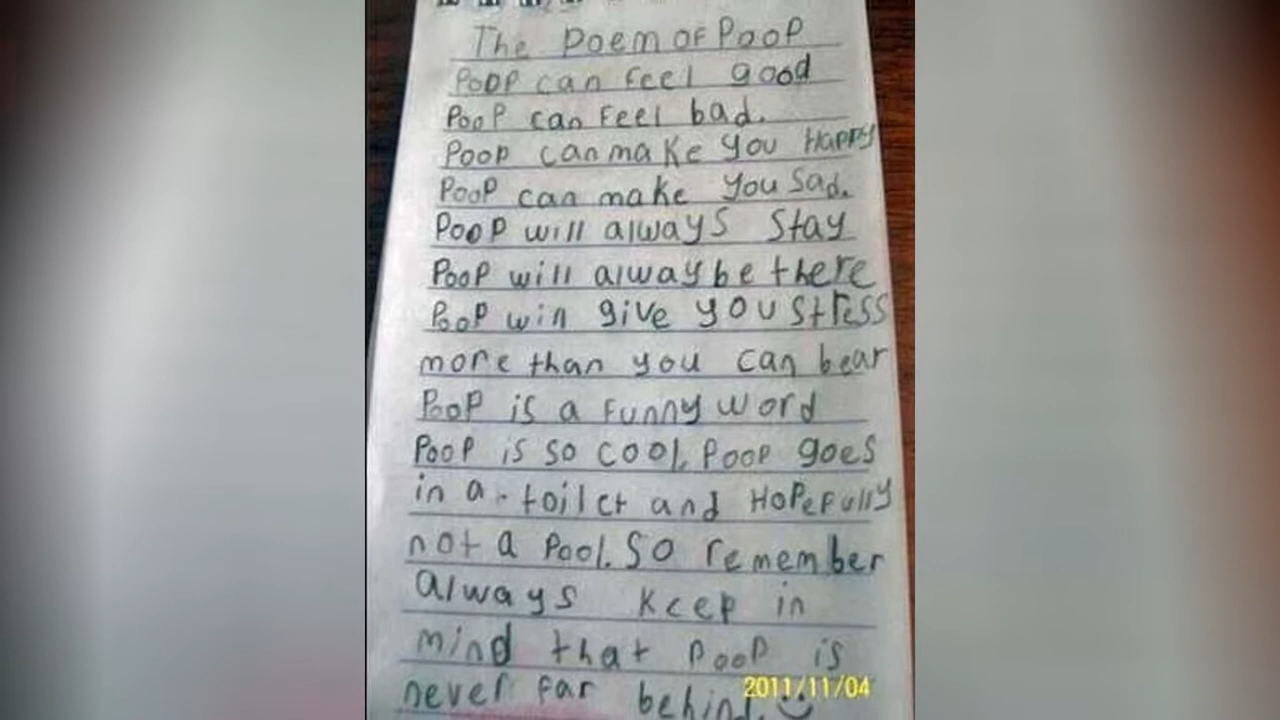 The Poem OF PooP
POOP can feel good
PooP can Feel bad.
Poop can make you HAPPY
PooP can make you Sad.
PooP will always Stay
PooP will alway be there
PooP will give you stress
more than you can bear
PooP is a Funny word
PooP is so cool, Poop goes
in a toilet and HoPeFully
not a Pool. SO remember
always keep in
mind that PooP is
never far behind.
2011/11/04